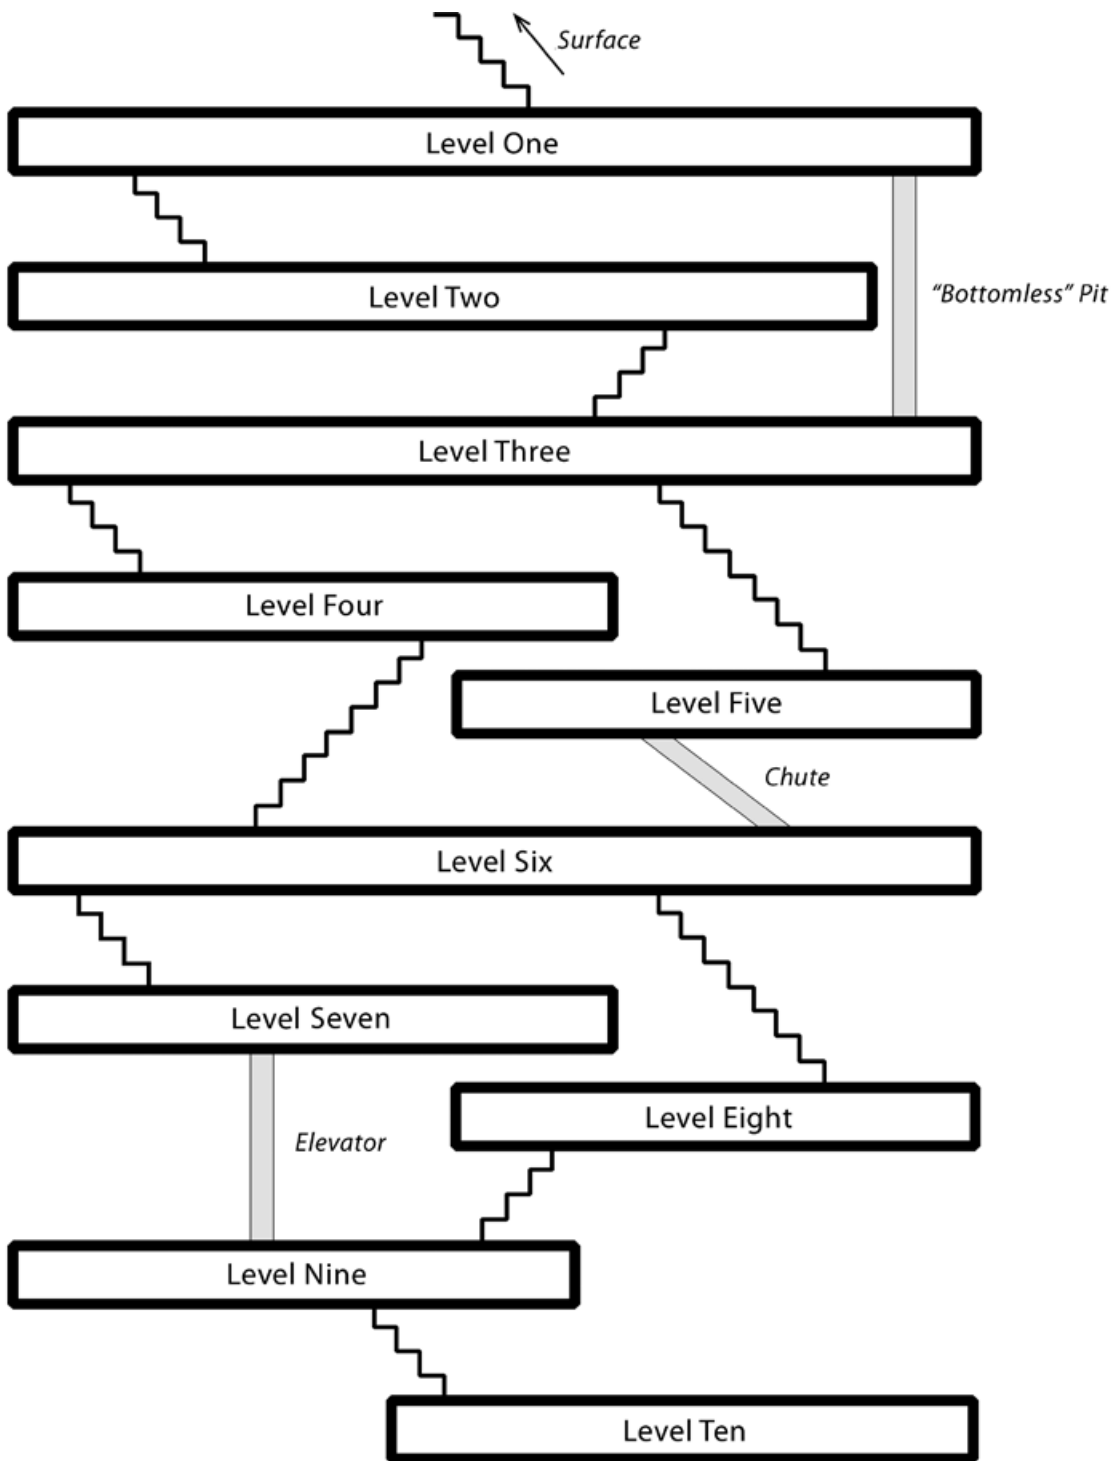 Surface
Level One
Level Two
“Bottomless” Pit
Level Three
Level Four
Level Five
Chute
Level Six
Level Seven
Level Eight
Elevator
Level Nine
Level Ten